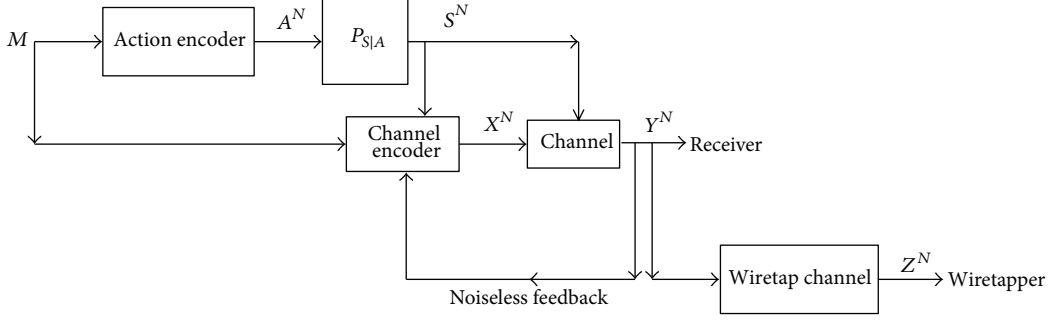 M
Action encoder
A^N
P_{S|A}
S^N
Channel
encoder
X^N
Channel
Y^N
Receiver
Noiseless feedback
Wiretap channel
Z^N
Wiretapper